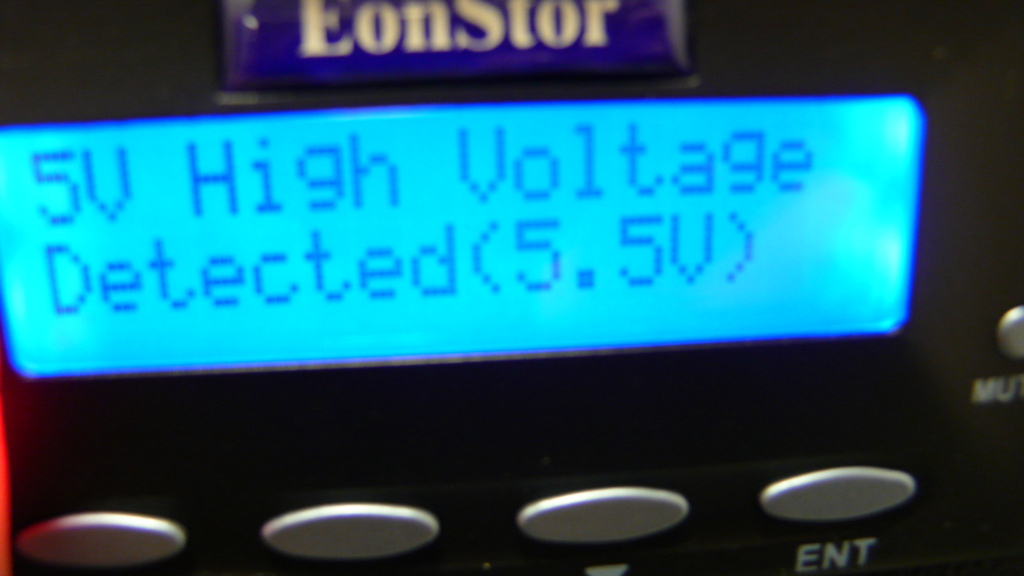 EonStor
5V High Voltage
Detected(5.5V)
ENT